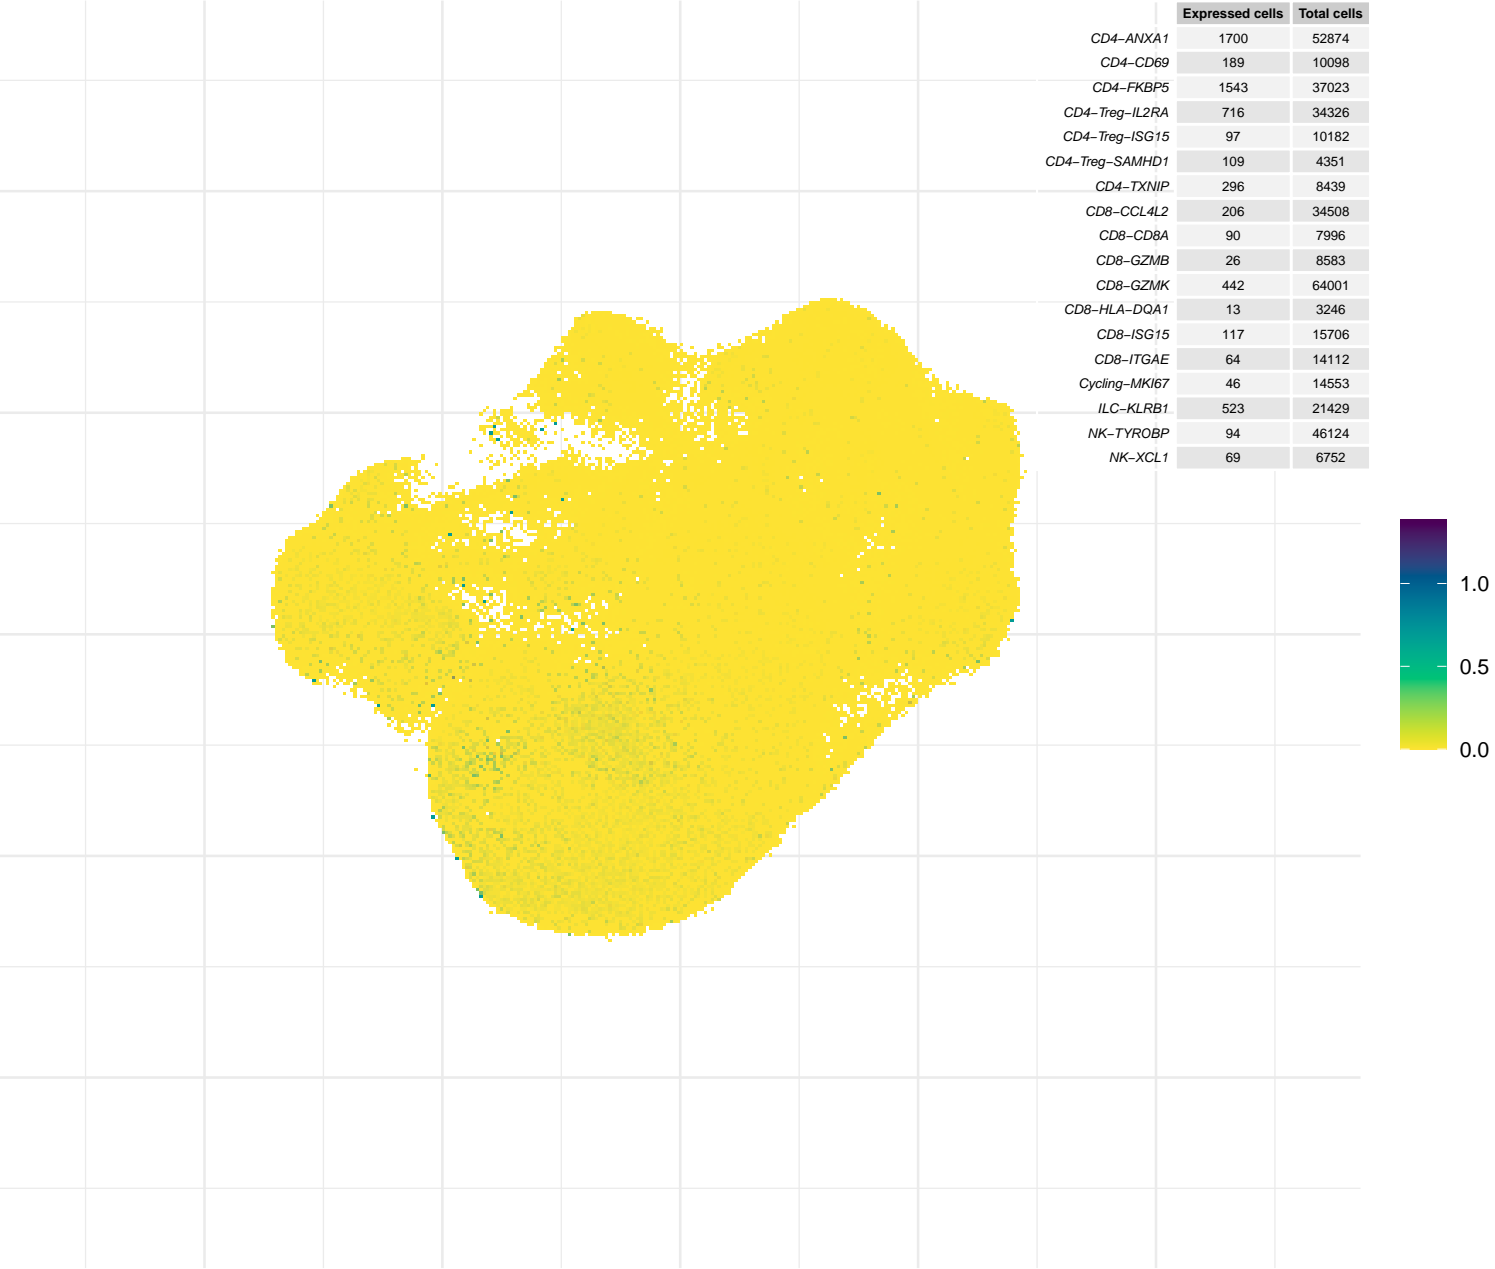 Expressed cells Total cells
CD4−ANXA1 1700 52874
CD4−CD69 189 10098
CD4−FKBP5 1543 37023
CD4−Treg−IL2RA 716 34326
CD4−Treg−ISG15 97 10182
CD4−Treg−SAMHD1 109 4351
CD4−TXNIP 296 8439
CD8−CCL4L2 206 34508
CD8−CD8A 90 7996
CD8−GZMB 26 8583
CD8−GZMK 442 64001
CD8−HLA−DQA1 13 3246
CD8−ISG15 117 15706
CD8−ITGAE 64 14112
Cycling−MKI67 46 14553
ILC−KLRB1 523 21429
NK−TYROBP 94 46124
NK−XCL1 69 6752
1.0
0.5
0.0